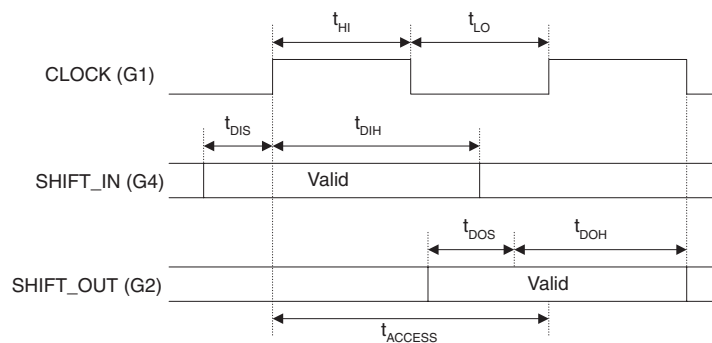 tHI
tLO
CLOCK (G1)
tDIS
tDIH
SHIFT_IN (G4)
Valid
tDOS
tDOH
SHIFT_OUT (G2)
Valid
tACCESS